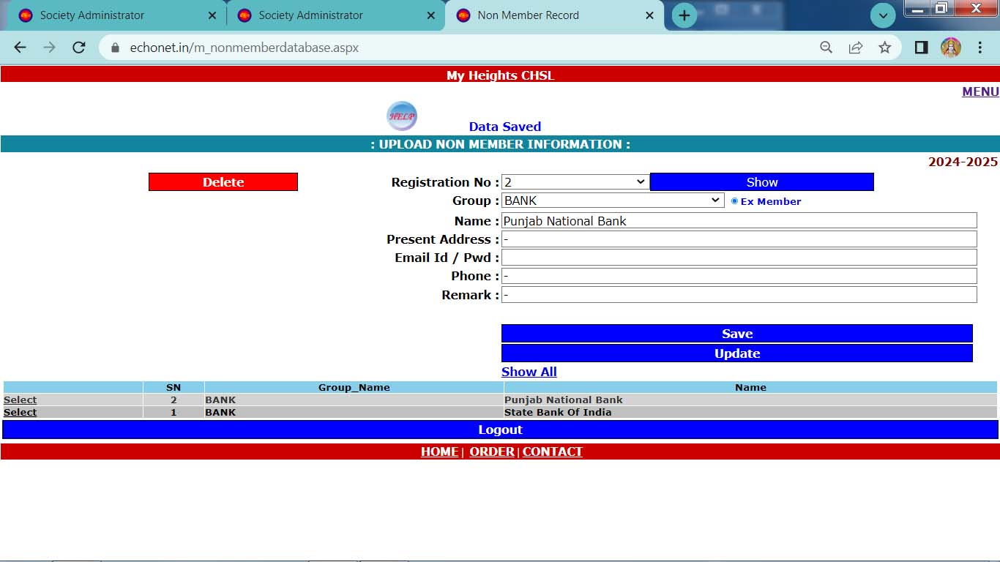 Society Administrator Society Administrator Non Member Record
echonet.in/m_nonmemberdatabase.aspx
My Heights CHSL
MENU
HELP
Data Saved
: UPLOAD NON MEMBER INFORMATION :
2024-2025
Delete Registration No : 2 Show
Group : BANK Ex Member
Name : Punjab National Bank
Present Address : -
Email Id / Pwd :
Phone : -
Remark : -
Save
Update
Show All
SN Group_Name Name
Select 2 BANK Punjab National Bank
Select 1 BANK State Bank Of India
Logout
HOME | ORDER | CONTACT